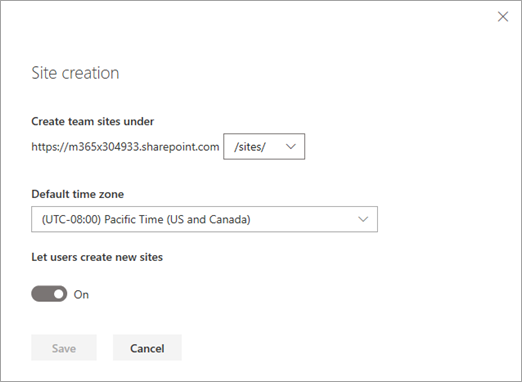 Site creation
Create team sites under
https://m365x304933.sharepoint.com /sites/
Default time zone
(UTC-08:00) Pacific Time (US and Canada)
Let users create new sites
On
Save Cancel